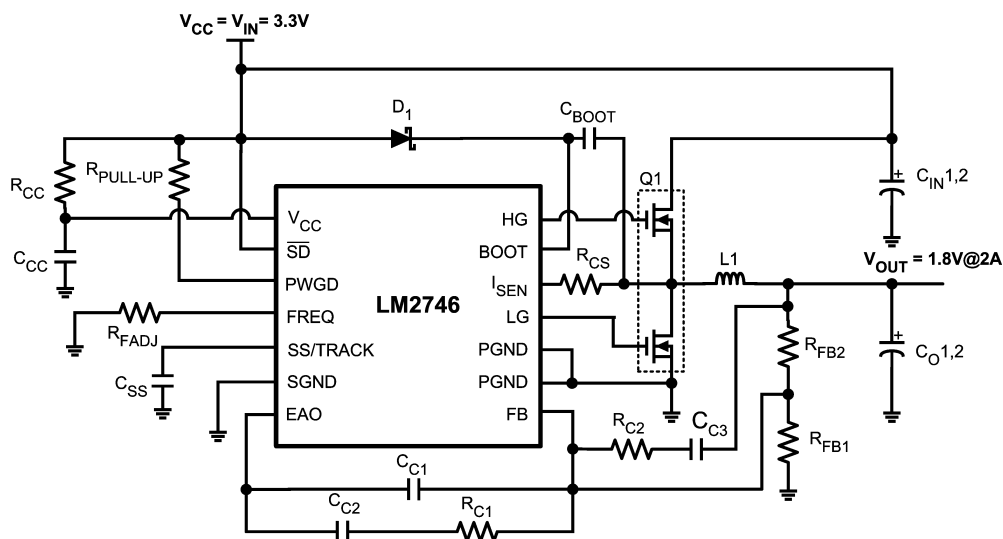 V_CC = V_IN = 3.3V
D_1
C_BOOT
R_CC
R_PULL-UP
Q1
C_IN1,2
V_CC
HG
C_CC
SD
BOOT
R_CS
L1
V_OUT = 1.8V@2A
PWGD
I_SEN
LM2746
FREQ
LG
R_FADJ
SS/TRACK
PGND
R_FB2
C_O1,2
C_SS
SGND
PGND
EAO
FB
R_C2
C_C3
R_FB1
C_C1
C_C2
R_C1